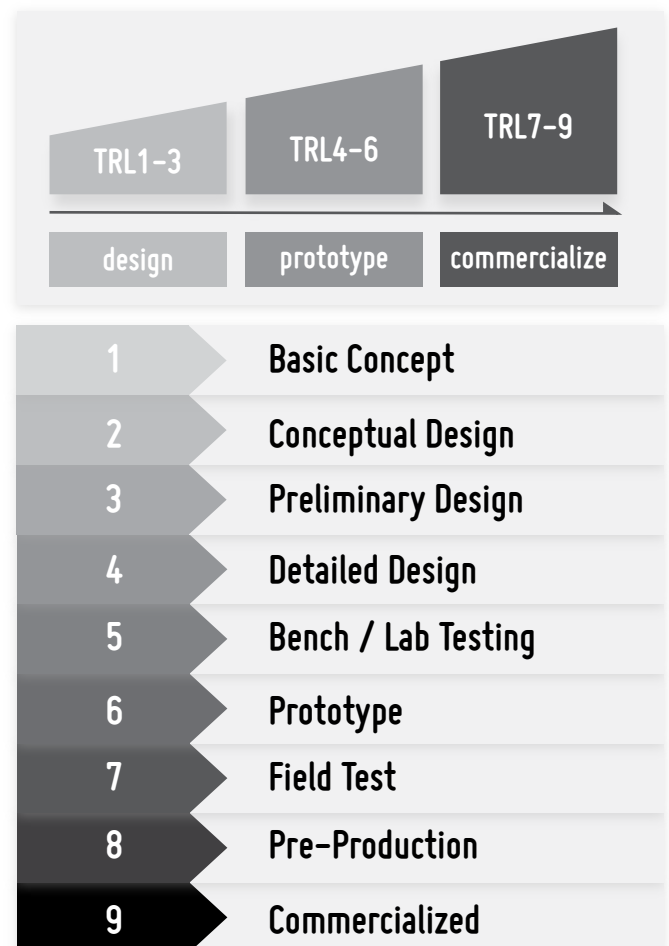 TRL1-3
TRL4-6
TRL7-9
design
prototype
commercialize
1 Basic Concept
2 Conceptual Design
3 Preliminary Design
4 Detailed Design
5 Bench / Lab Testing
6 Prototype
7 Field Test
8 Pre-Production
9 Commercialized